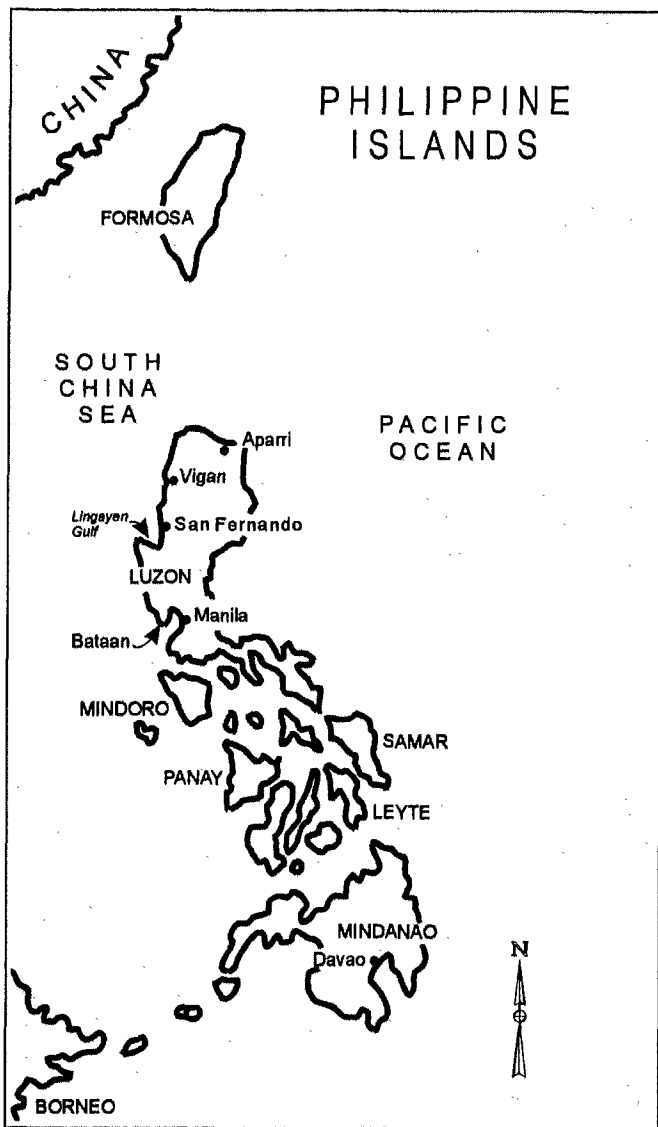 CHINA
PHILIPPINE
ISLANDS
FORMOSA
SOUTH
CHINA
SEA
PACIFIC
OCEAN
Aparri
Vigan
Lingayen
Gulf
San Fernando
LUZON
Manila
Bataan
MINDORO
SAMAR
PANAY
LEYTE
MINDANAO
Davao
N
BORNEO